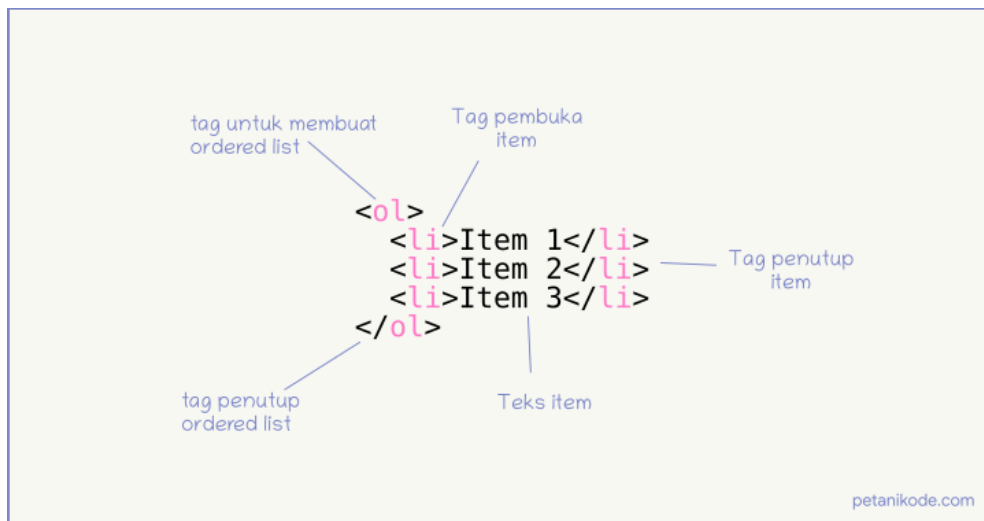 tag untuk membuat
ordered list
Tag pembuka
item
<ol>
<li>Item 1</li>
<li>Item 2</li>
<li>Item 3</li>
</ol>
Tag penutup
item
tag penutup
ordered list
Teks item
petanikode.com